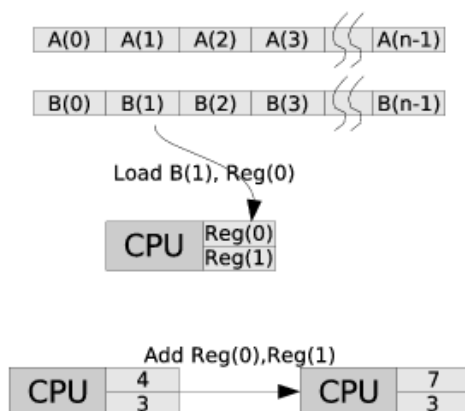 A(0) A(1) A(2) A(3) A(n-1)
B(0) B(1) B(2) B(3) B(n-1)
Load B(1), Reg(0)
CPU Reg(0)
Reg(1)
Add Reg(0),Reg(1)
CPU 4 CPU 7
3 3